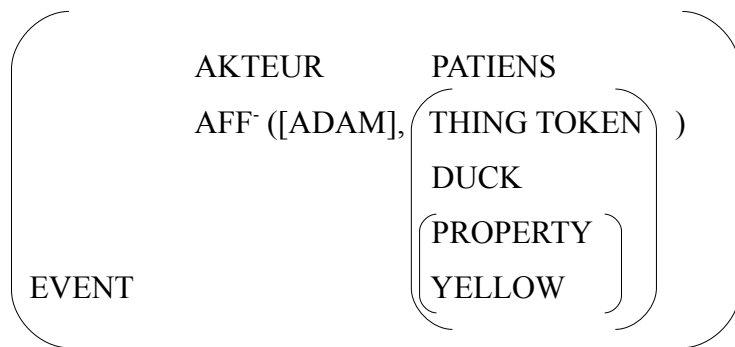 AKTEUR PATIENS
AFF⁻ ([ADAM], THING TOKEN )
DUCK
PROPERTY
EVENT YELLOW